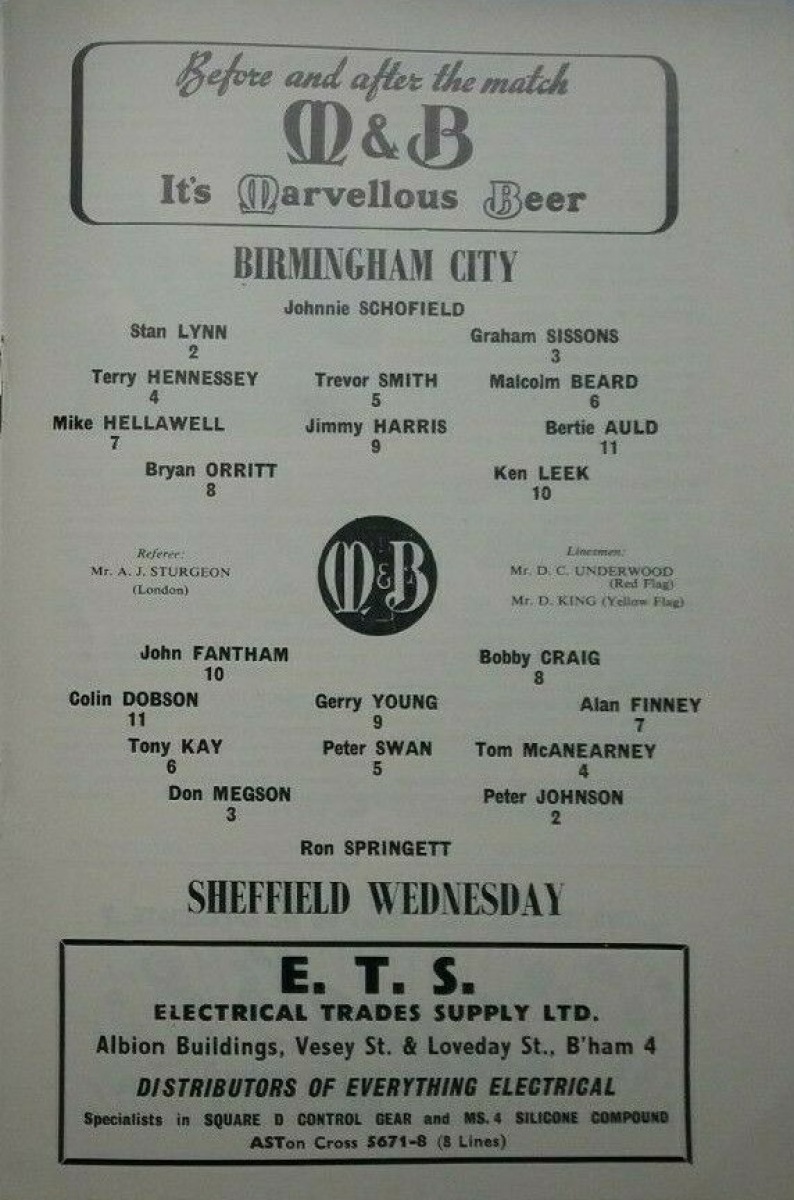 Before and after the match
M & B
It's Marvellous Beer
BIRMINGHAM CITY
Johnnie SCHOFIELD
Stan LYNN Graham SISSONS
2 3
Terry HENNESSEY Trevor SMITH Malcolm BEARD
4 5 6
Mike HELLAWELL Jimmy HARRIS Bertie AULD
7 9 11
Bryan ORRITT Ken LEEK
8 10
Referee:
Mr. A. J. STURGEON
(London)
M&B
Linesmen:
Mr. D. C. UNDERWOOD
(Red Flag)
Mr. D. KING (Yellow Flag)
John FANTHAM Bobby CRAIG
10 8
Colin DOBSON Gerry YOUNG Alan FINNEY
11 9 7
Tony KAY Peter SWAN Tom McANEARNEY
6 5 4
Don MEGSON Peter JOHNSON
3 2
Ron SPRINGETT
SHEFFIELD WEDNESDAY
E. T. S.
ELECTRICAL TRADES SUPPLY LTD.
Albion Buildings, Vesey St. & Loveday St., B'ham 4
DISTRIBUTORS OF EVERYTHING ELECTRICAL
Specialists in SQUARE D CONTROL GEAR and MS. 4 SILICONE COMPOUND
ASTon Cross 5671-8 (8 Lines)